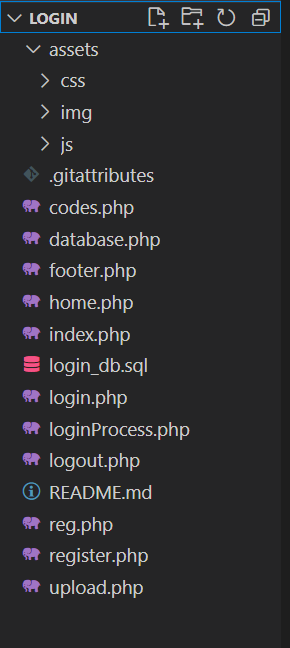 LOGIN
assets
css
img
js
.gitattributes
codes.php
database.php
footer.php
home.php
index.php
login_db.sql
login.php
loginProcess.php
logout.php
README.md
reg.php
register.php
upload.php